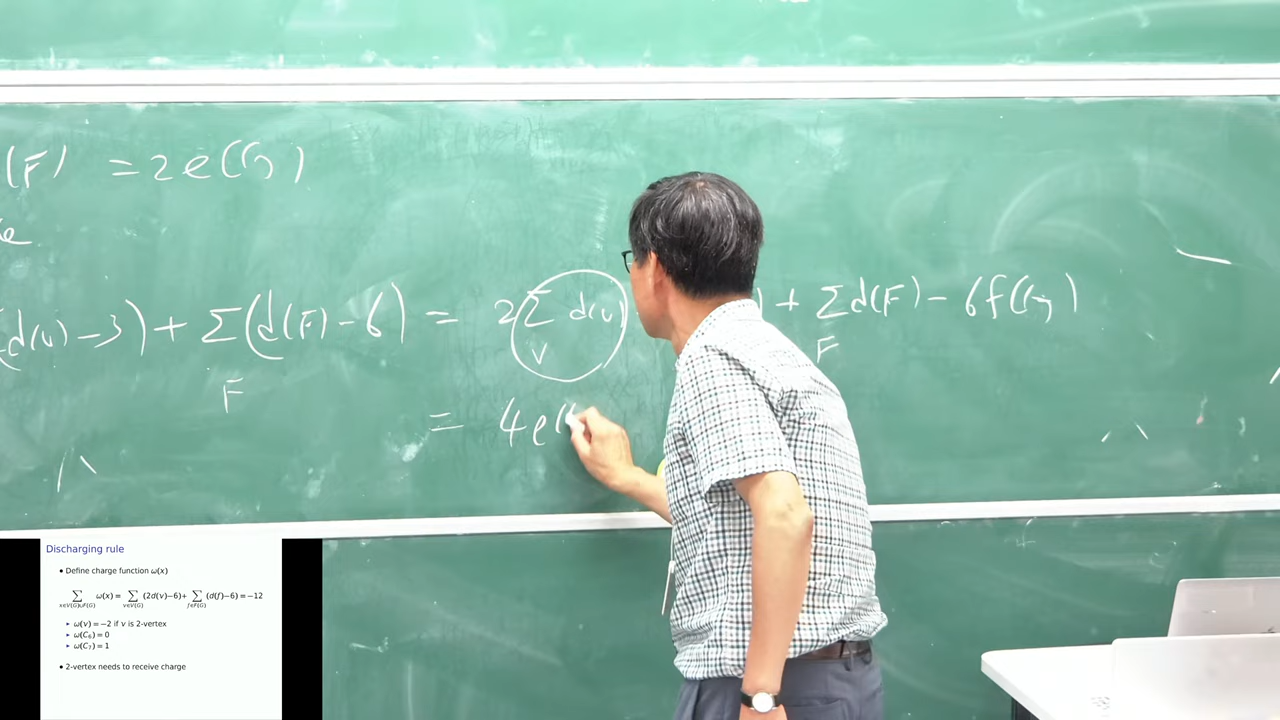 (F) = 2e(G)
e
(d(v) - 3) + Σ(d(F) - 6) = 2 Σ d(v) ) + Σ d(F) - 6f(G)
F V F
= 4e(
Discharging rule
• Define charge function ω(x)
∑ ω(x) = ∑ (2d(v)−6)+ ∑ (d(f)−6) = −12
x∈V(G)∪F(G) v∈V(G) f∈F(G)
▸ ω(v) = −2 if v is 2-vertex
▸ ω(C₆) = 0
▸ ω(C₇) = 1
• 2-vertex needs to receive charge